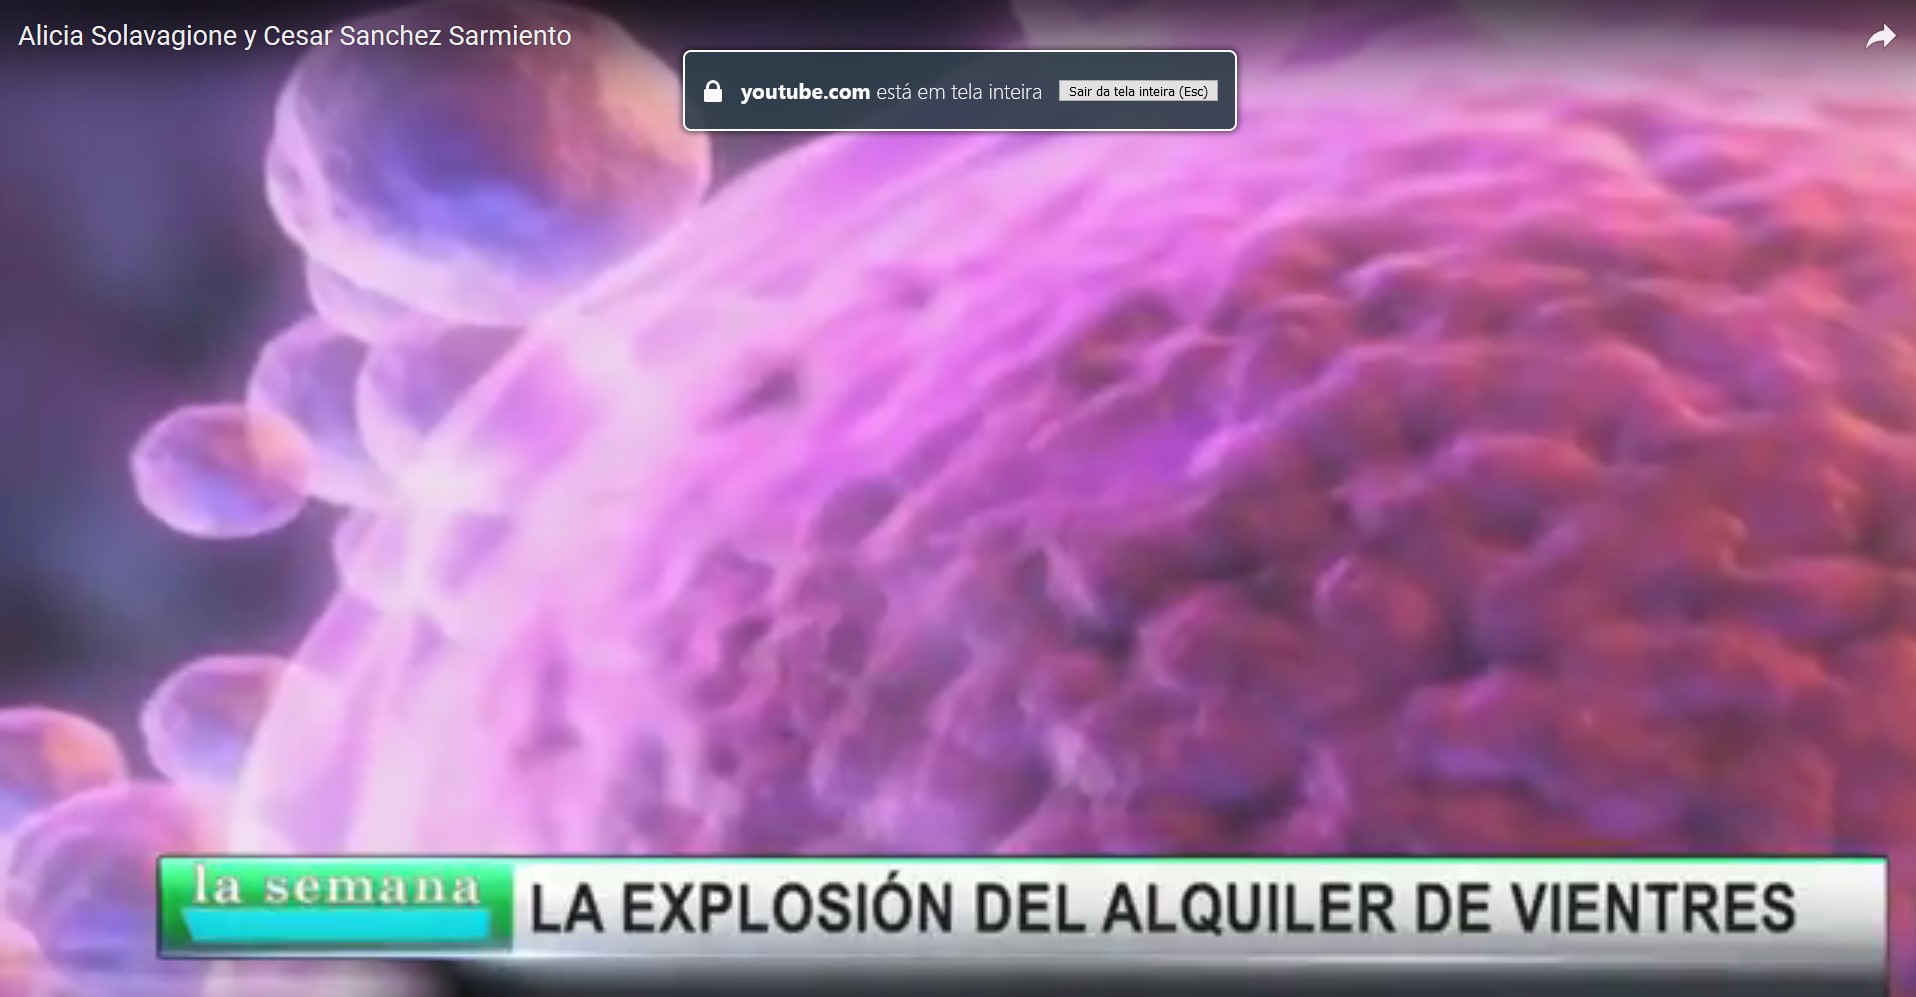 Alicia Solavagione y Cesar Sanchez Sarmiento
youtube.com está em tela inteira
Sair da tela inteira (Esc)
la semana
LA EXPLOSIÓN DEL ALQUILER DE VIENTRES